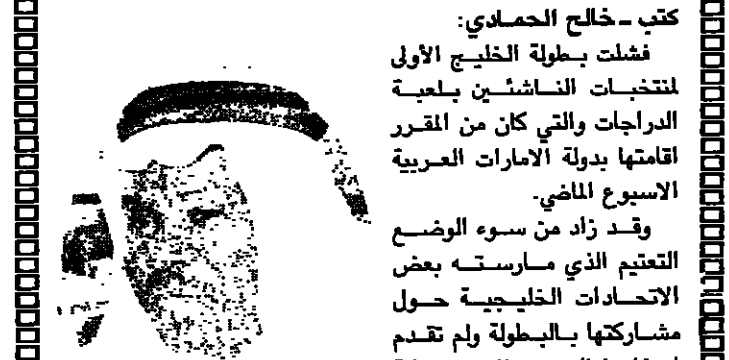 كتب ـ خالح الحمادي:
فشلت بطولة الخليج الأولى
لمنتخبات الناشئين بلعبة
الدراجات والتي كان من المقرر
اقامتها بدولة الامارات العربية
الاسبوع الماضي.
وقد زاد من سوء الوضع
التعتيم الذي مارسته بعض
الاتحادات الخليجية حول
مشاركتها بالبطولة ولم تقدم